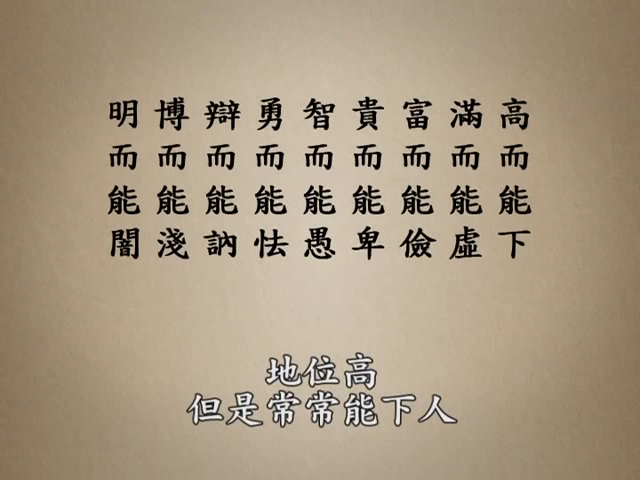 高而能下
滿而能虛
富而能儉
貴而能卑
智而能愚
勇而能怯
辯而能訥
博而能淺
明而能闇
地位高
但是常常能下人